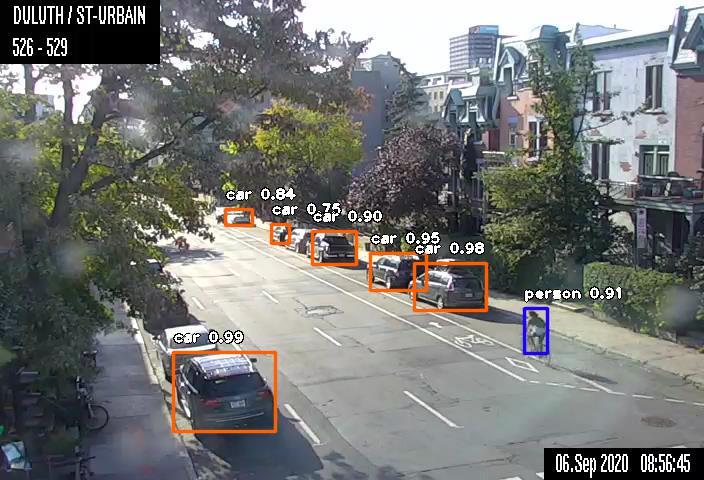 DULUTH / ST-URBAIN
526 - 529
car 0.84
car 0.75
car 0.90
car 0.95
car 0.98
person 0.91
car 0.99
06.Sep 2020 08:56:45